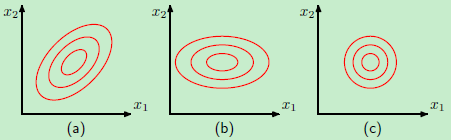 x₂ x₂ x₂
x₁ x₁ x₁
(a) (b) (c)